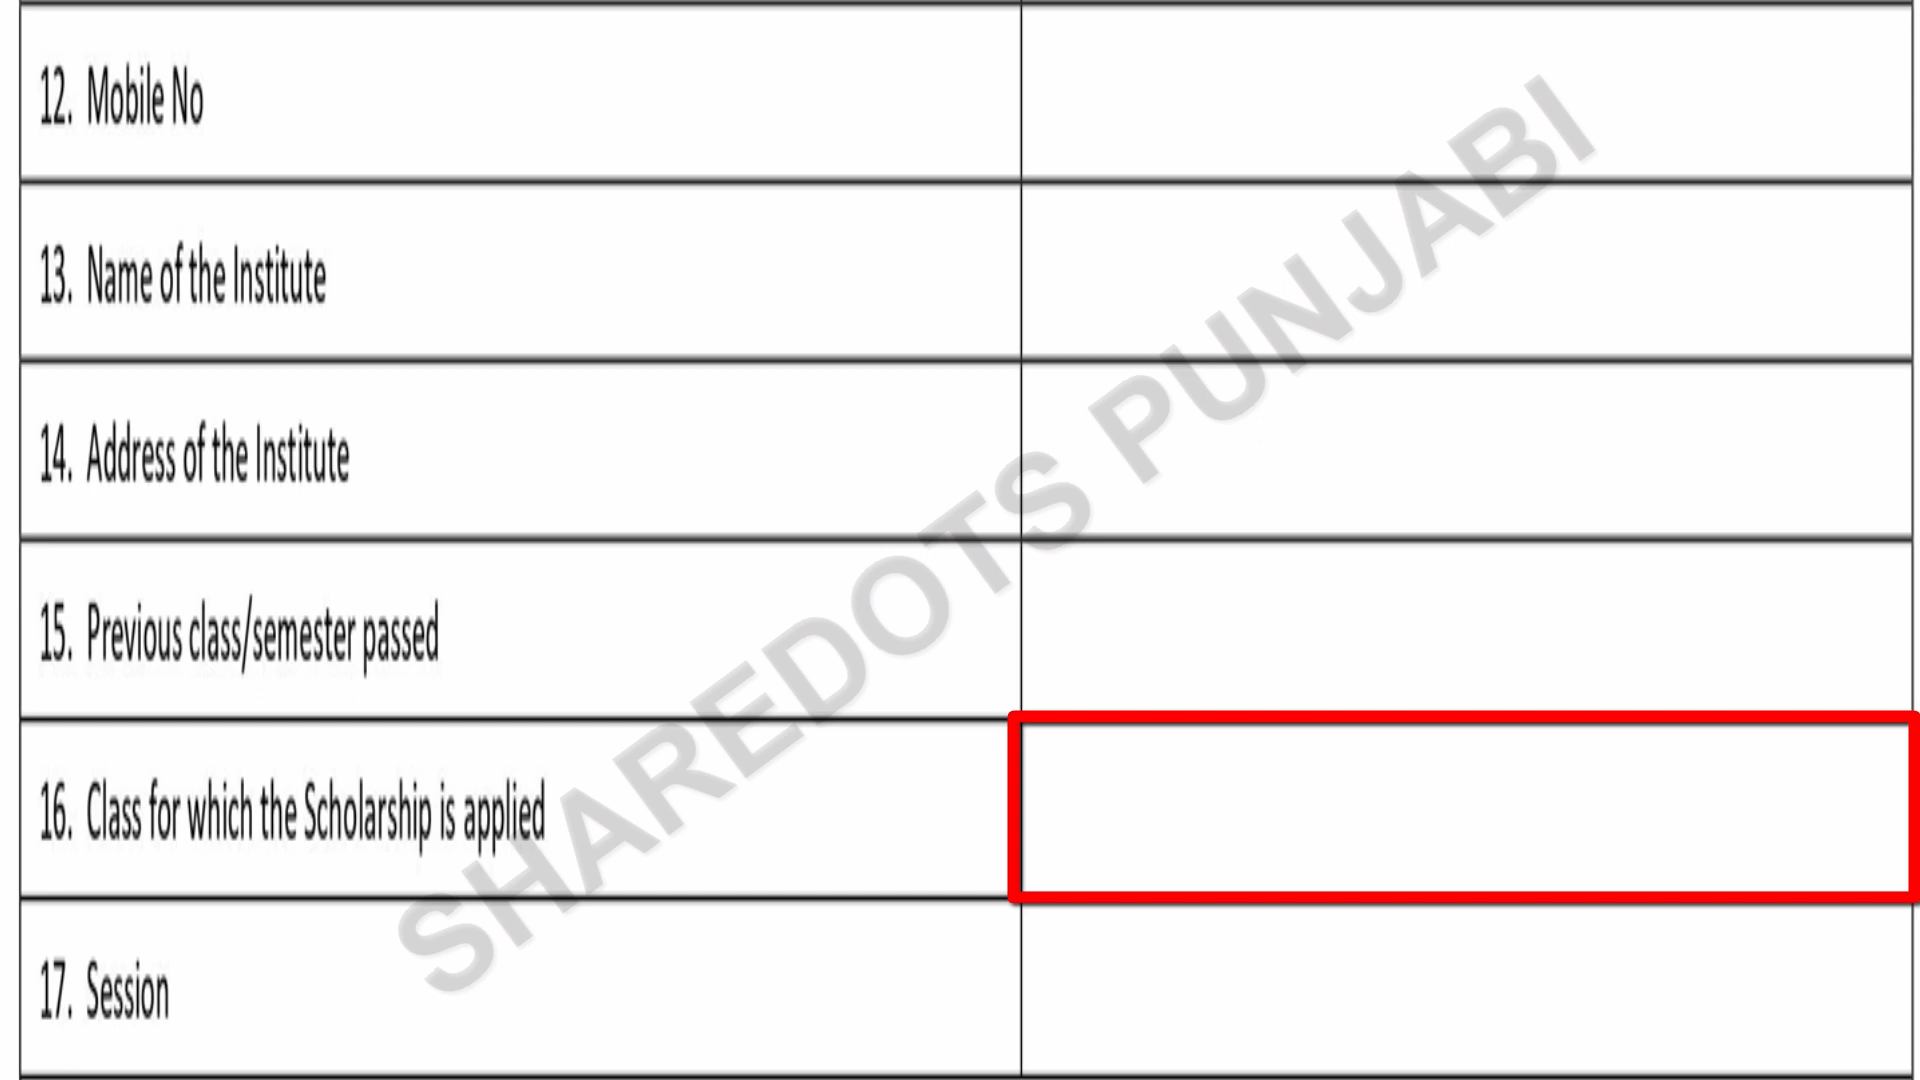 12. Mobile No
13. Name of the Institute
14. Address of the Institute
15. Previous class/semester passed
16. Class for which the Scholarship is applied
17. Session
SHAREDOTS PUNJABI